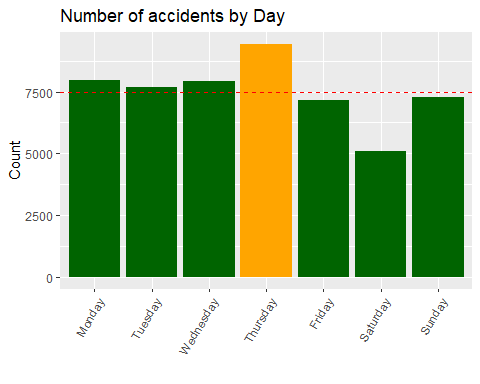 Number of accidents by Day
Count
7500
5000
2500
0
Monday
Tuesday
Wednesday
Thursday
Friday
Saturday
Sunday